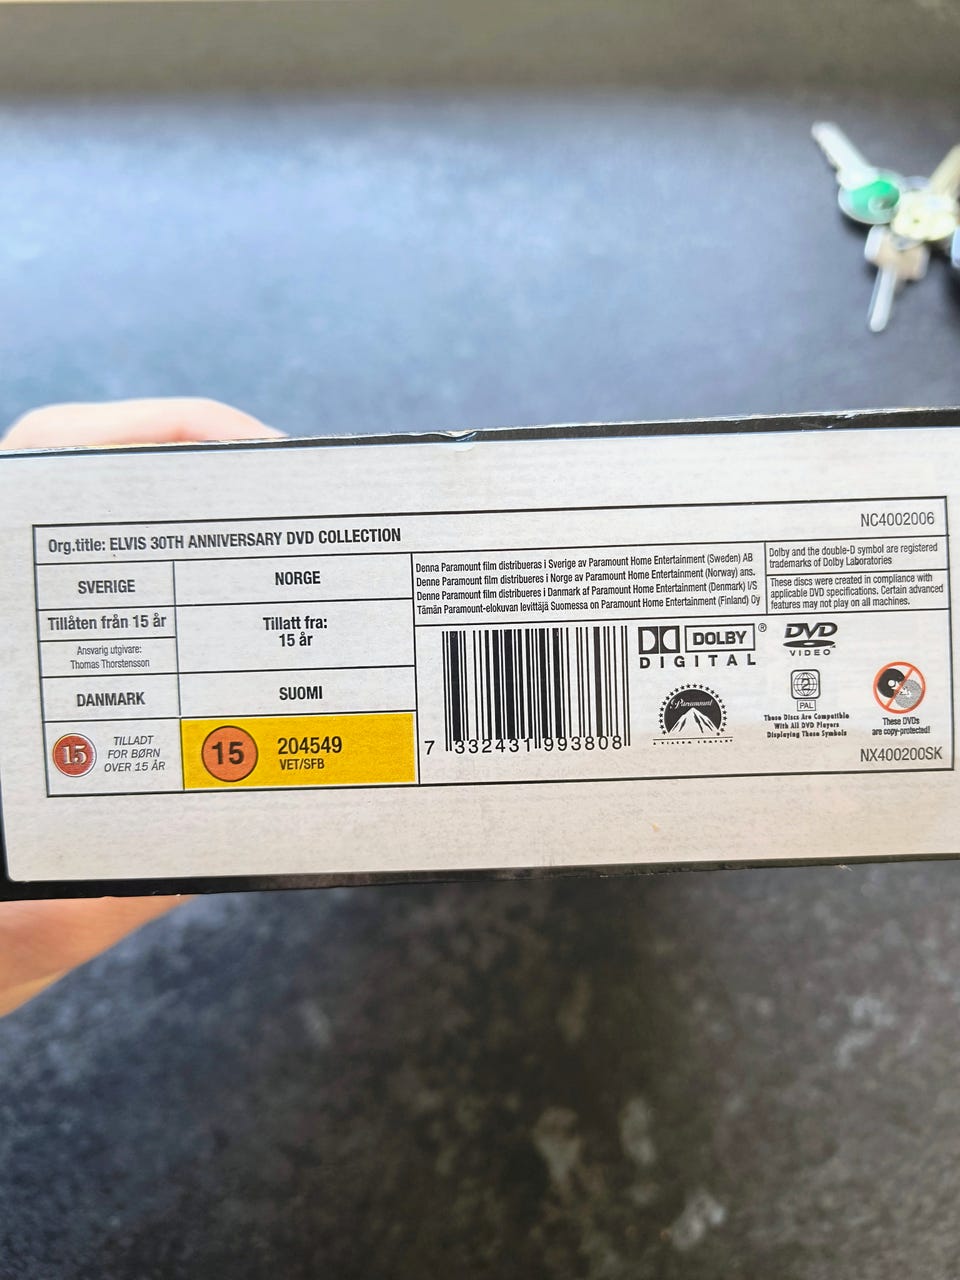 Org.title: ELVIS 30TH ANNIVERSARY DVD COLLECTION
NC4002006
SVERIGE
Tillåten från 15 år
Ansvarig utgivare:
Thomas Thorstensson
NORGE
Tillatt fra:
15 år
DANMARK
15
TILLADT
FOR BØRN
OVER 15 ÅR
SUOMI
15
204549
VET/SFB
Denna Paramount film distribueras i Sverige av Paramount Home Entertainment (Sweden) AB
Denne Paramount film distribueres i Norge av Paramount Home Entertainment (Norway) ans.
Denne Paramount film distribueres i Danmark af Paramount Home Entertainment (Denmark) I/S
Tämän Paramount-elokuvan levittäjä Suomessa on Paramount Home Entertainment (Finland) Oy
Dolby and the double-D symbol are registered
trademarks of Dolby Laboratories
These discs were created in compliance with
applicable DVD specifications. Certain advanced
features may not play on all machines.
7 332431 993808
DOLBY ®
DIGITAL
Paramount
A VIACOM COMPANY
DVD
VIDEO
2
PAL
These Discs Are Compatible
With All DVD Players
Displaying These Symbols
These DVDs
are copy-protected!
NX400200SK